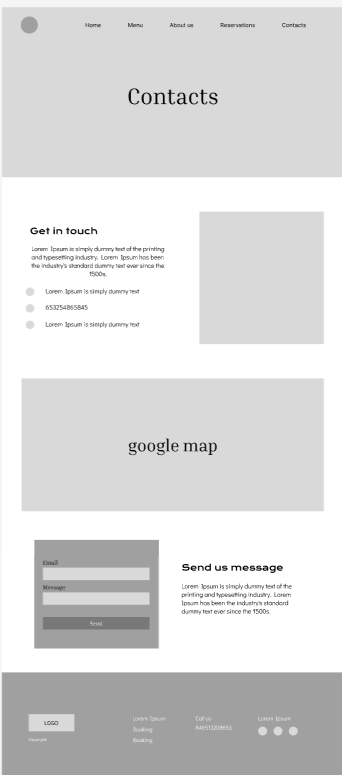 Home Menu About us Reservations Contacts
Contacts
Get in touch
Lorem Ipsum is simply dummy text of the printing
and typesetting industry. Lorem Ipsum has been
the industry's standard dummy text ever since the
1500s.
Lorem Ipsum is simply dummy text
653254865845
Lorem Ipsum is simply dummy text
google map
Email
Message
Send
Send us message
Lorem Ipsum is simply dummy text of the
printing and typesetting industry. Lorem
Ipsum has been the industry's standard
dummy text ever since the 1500s.
LOGO
Copyright
Lorem Ipsum
Booking
Booking
Call us
846513208653
Lorem Ipsum